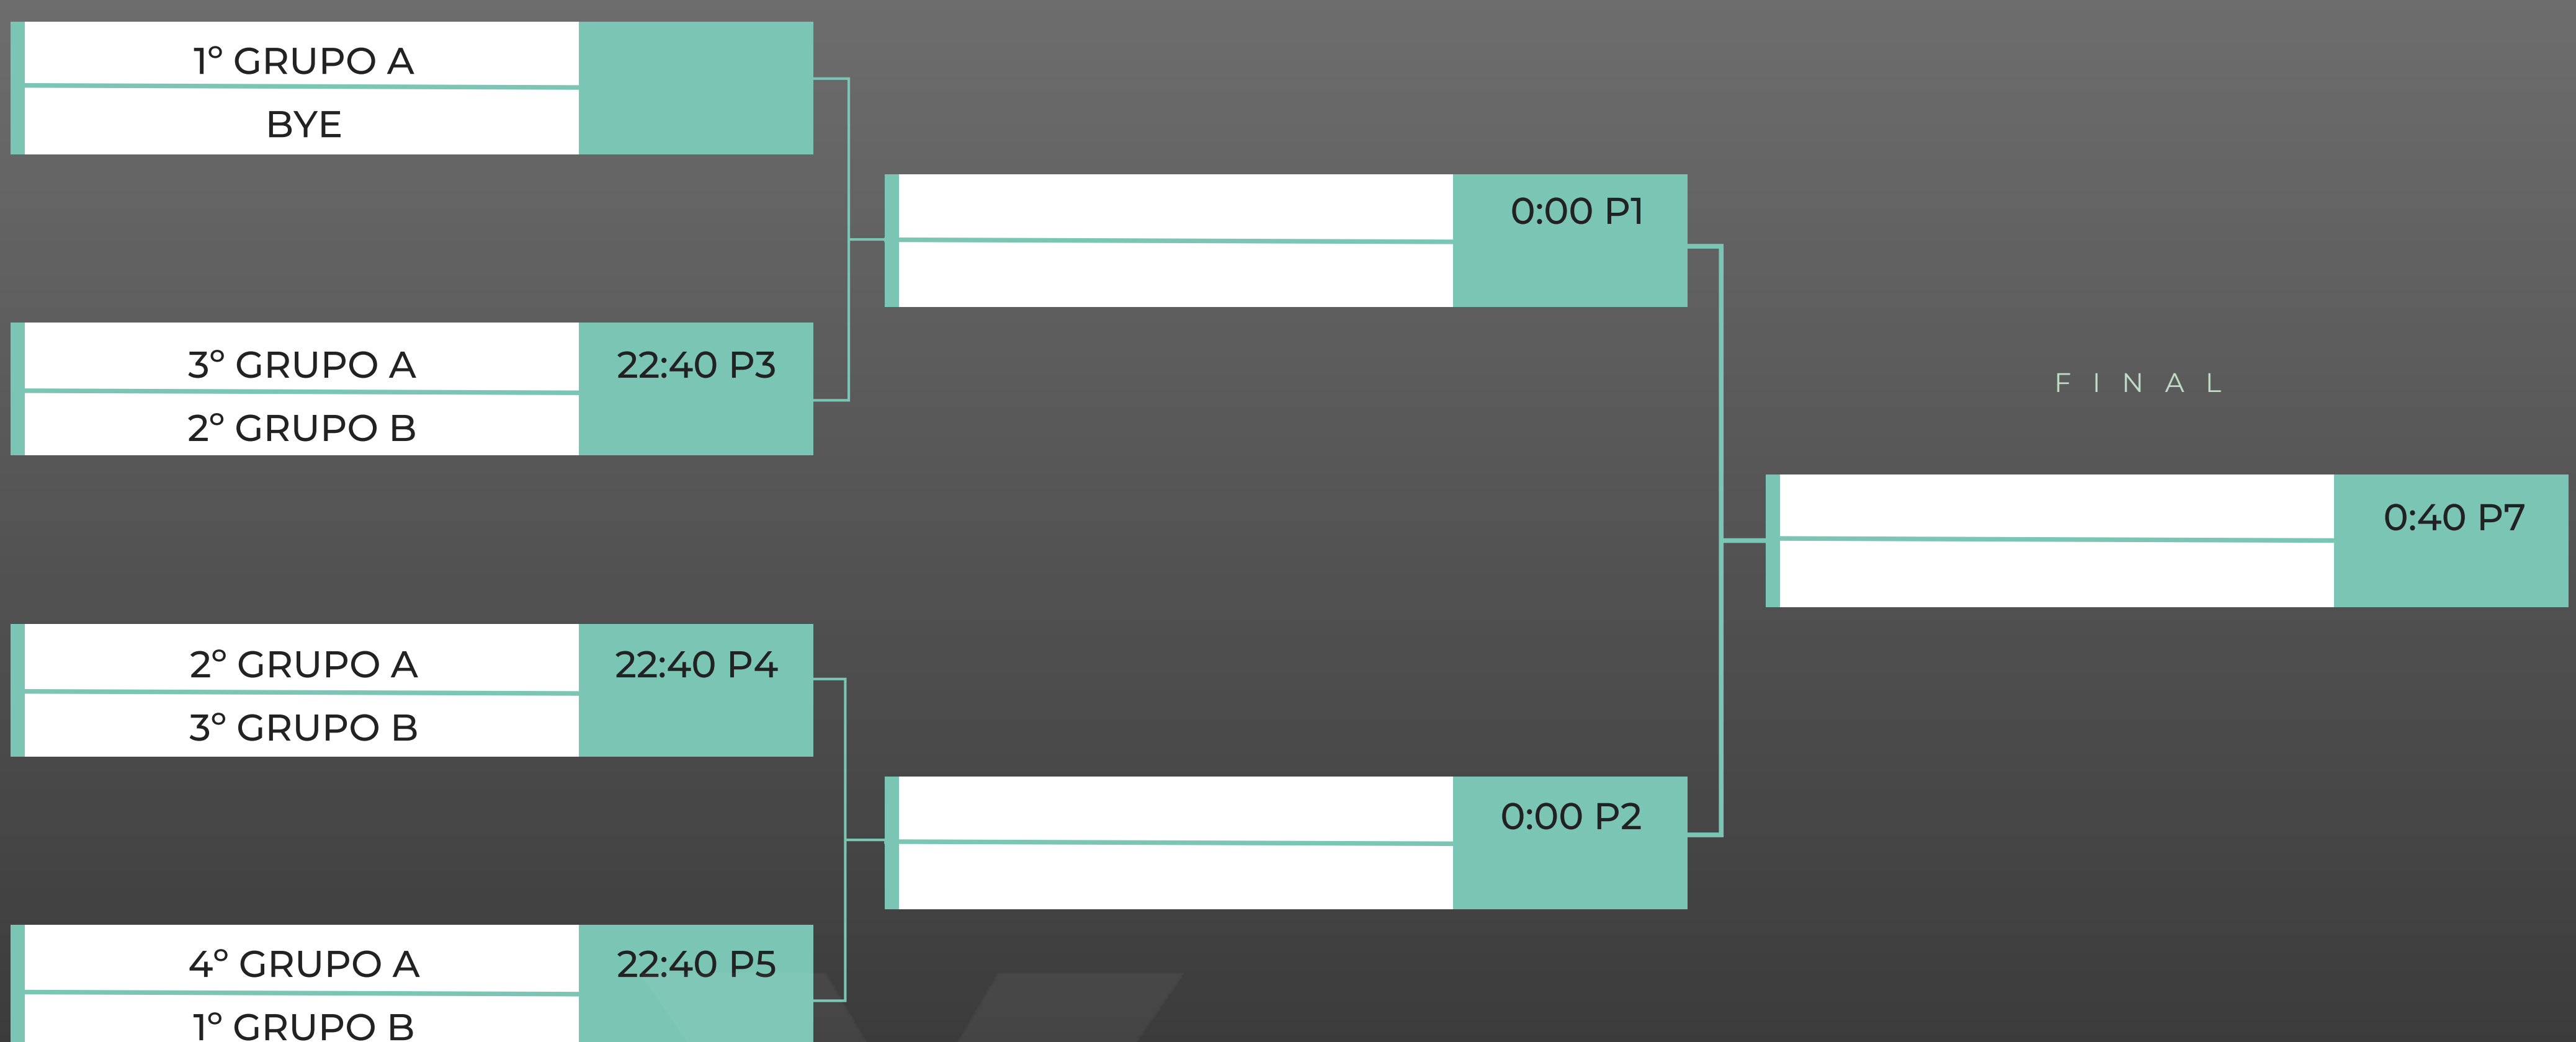 1º GRUPO A
BYE
3º GRUPO A
22:40 P3
2º GRUPO B
2º GRUPO A
22:40 P4
3º GRUPO B
4º GRUPO A
22:40 P5
1º GRUPO B
0:00 P1
0:00 P2
FINAL
0:40 P7